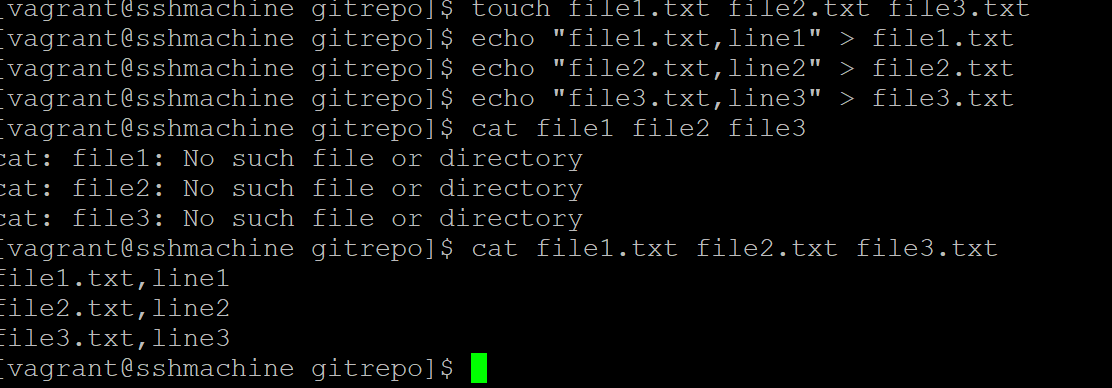 [vagrant@sshmachine gitrepo]$ touch file1.txt file2.txt file3.txt
[vagrant@sshmachine gitrepo]$ echo "file1.txt,line1" > file1.txt
[vagrant@sshmachine gitrepo]$ echo "file2.txt,line2" > file2.txt
[vagrant@sshmachine gitrepo]$ echo "file3.txt,line3" > file3.txt
[vagrant@sshmachine gitrepo]$ cat file1 file2 file3
cat: file1: No such file or directory
cat: file2: No such file or directory
cat: file3: No such file or directory
[vagrant@sshmachine gitrepo]$ cat file1.txt file2.txt file3.txt
file1.txt,line1
file2.txt,line2
file3.txt,line3
[vagrant@sshmachine gitrepo]$